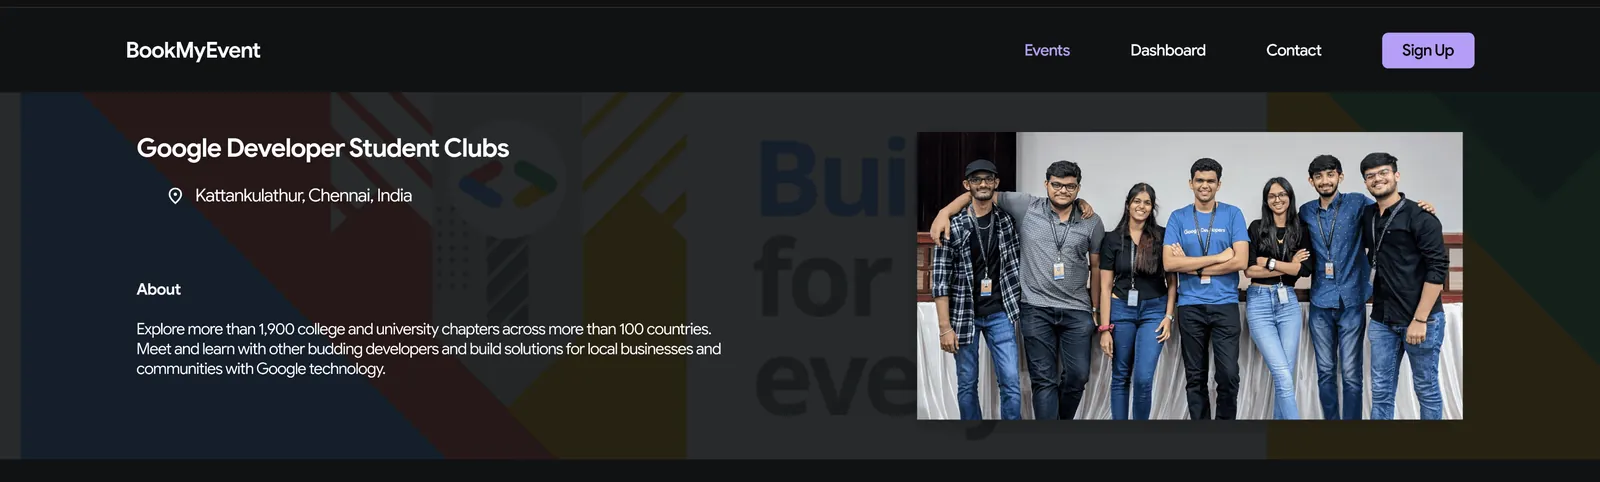 BookMyEvent
Events
Dashboard
Contact
Sign Up
Google Developer Student Clubs
Kattankulathur, Chennai, India
About
Explore more than 1,900 college and university chapters across more than 100 countries.
Meet and learn with other budding developers and build solutions for local businesses and
communities with Google technology.
Bui
for
eve
Google Developers